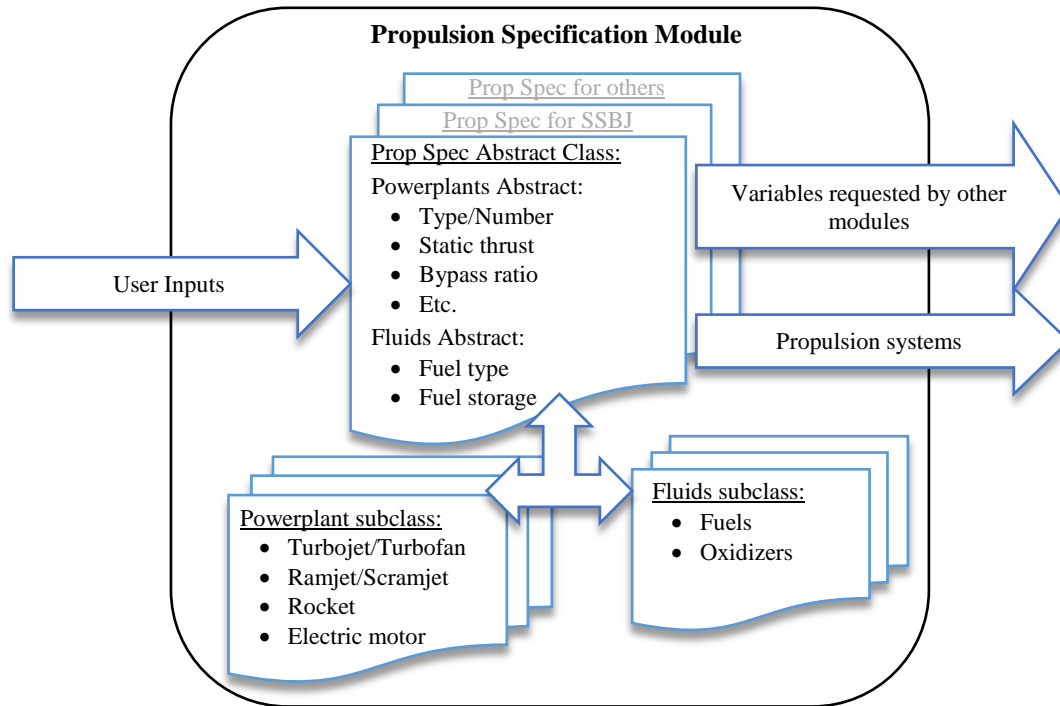 Propulsion Specification Module
Prop Spec for others
Prop Spec for SSBJ
Prop Spec Abstract Class:
Powerplants Abstract:
• Type/Number
• Static thrust
• Bypass ratio
• Etc.
Fluids Abstract:
• Fuel type
• Fuel storage
User Inputs
Variables requested by other
modules
Propulsion systems
Powerplant subclass:
• Turbojet/Turbofan
• Ramjet/Scramjet
• Rocket
• Electric motor
Fluids subclass:
• Fuels
• Oxidizers